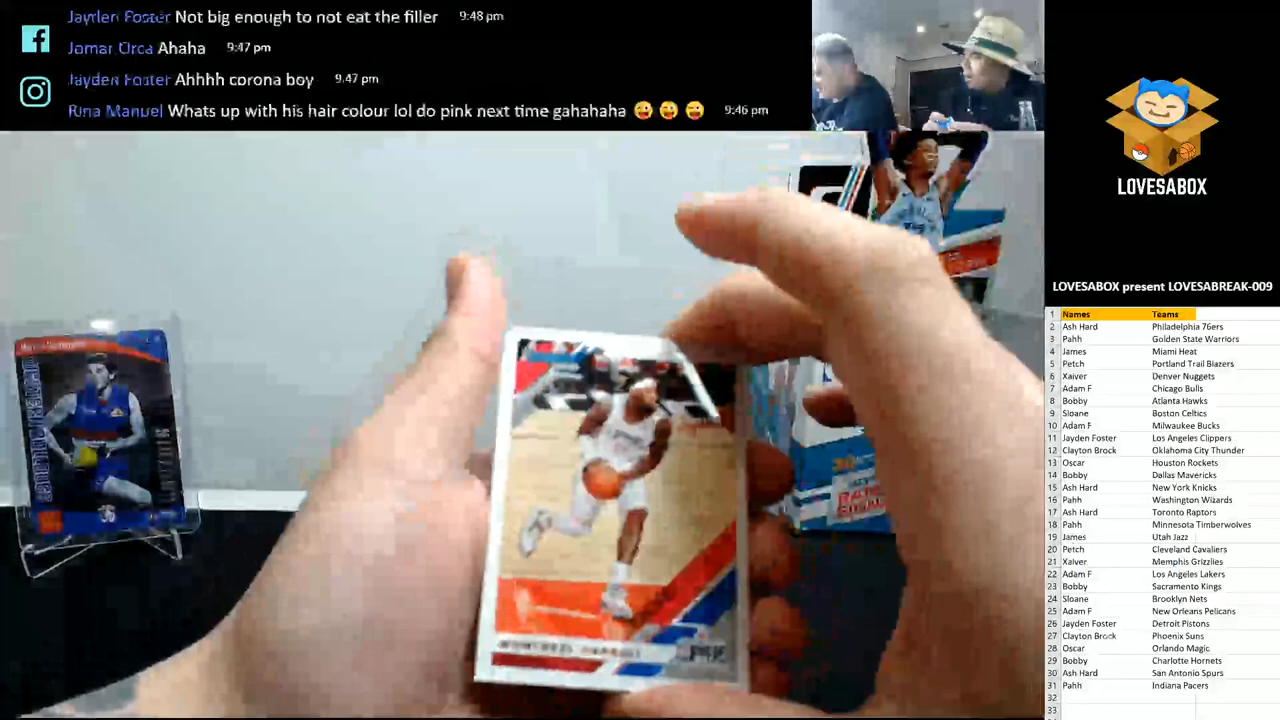 Jayden Foster Not big enough to not eat the filler 9:48 pm
Jomar Orca Ahaha 9:47 pm
Jayden Foster Ahhhh corona boy 9:47 pm
Rina Manuel Whats up with his hair colour lol do pink next time gahahaha 😜 😜 😜 9:46 pm
LOVESABOX
LOVESABOX present LOVESABREAK-009
1 Names Teams
2 Ash Hard Philadelphia 76ers
3 Pahh Golden State Warriors
4 James Miami Heat
5 Petch Portland Trail Blazers
6 Xaiver Denver Nuggets
7 Adam F Chicago Bulls
8 Bobby Atlanta Hawks
9 Sloane Boston Celtics
10 Adam F Milwaukee Bucks
11 Jayden Foster Los Angeles Clippers
12 Clayton Brock Oklahoma City Thunder
13 Oscar Houston Rockets
14 Bobby Dallas Mavericks
15 Ash Hard New York Knicks
16 Pahh Washington Wizards
17 Ash Hard Toronto Raptors
18 Pahh Minnesota Timberwolves
19 James Utah Jazz
20 Petch Cleveland Cavaliers
21 Xaiver Memphis Grizzlies
22 Adam F Los Angeles Lakers
23 Bobby Sacramento Kings
24 Sloane Brooklyn Nets
25 Adam F New Orleans Pelicans
26 Jayden Foster Detroit Pistons
27 Clayton Brock Phoenix Suns
28 Oscar Orlando Magic
29 Bobby Charlotte Hornets
30 Ash Hard San Antonio Spurs
31 Pahh Indiana Pacers
32
33